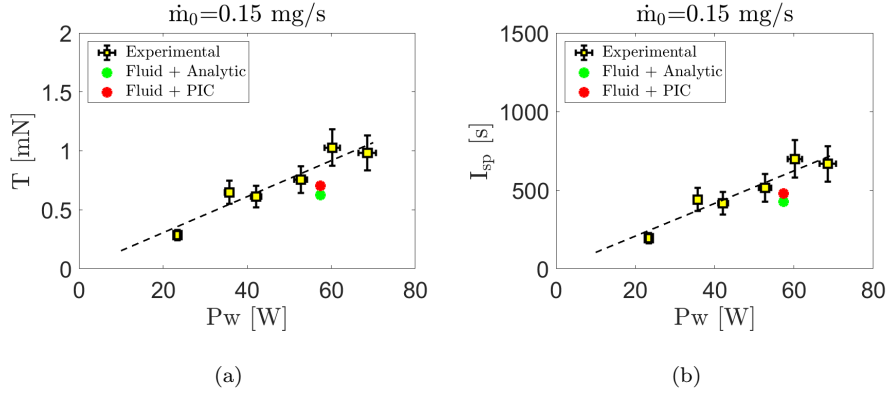 ṁ₀=0.15 mg/s
2
1.5
1
0.5
0
T [mN]
Experimental
Fluid + Analytic
Fluid + PIC
0 20 40 60 80
Pw [W]
(a)
ṁ₀=0.15 mg/s
1500
1000
500
0
I_sp [s]
Experimental
Fluid + Analytic
Fluid + PIC
0 20 40 60 80
Pw [W]
(b)